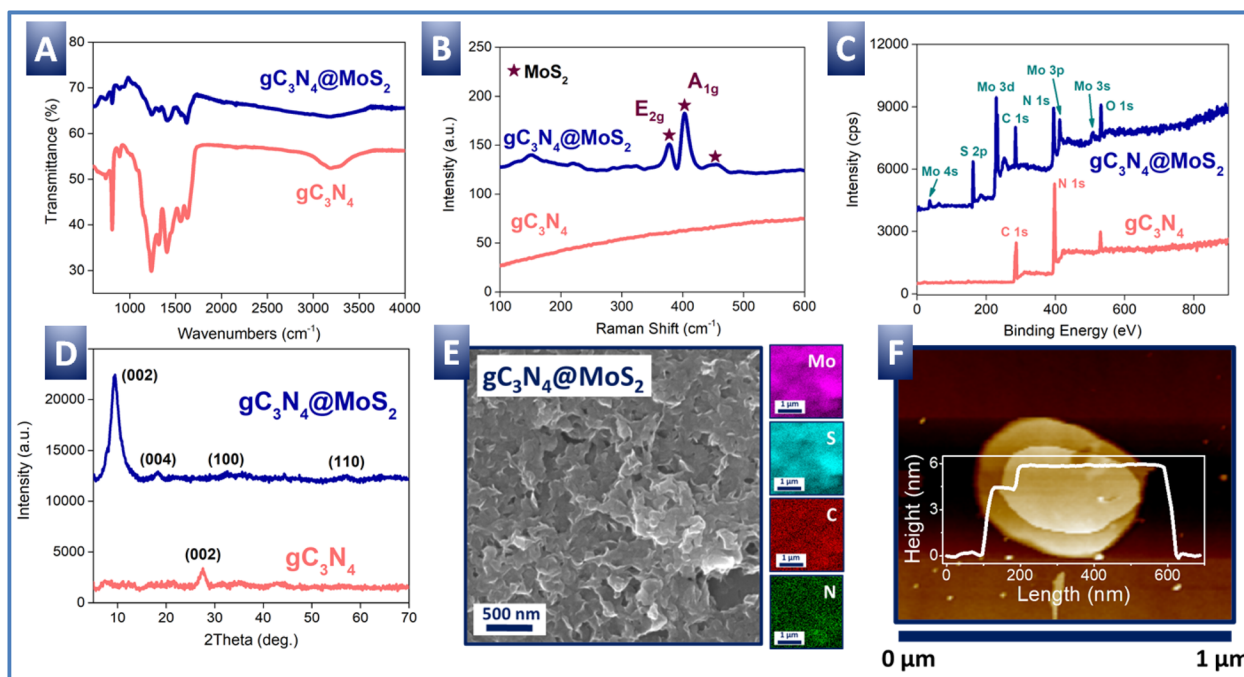 A
Transmittance (%)
80
70
60
50
40
30
gC₃N₄@MoS₂
gC₃N₄
1000 1500 2000 2500 3000 3500 4000
Wavenumbers (cm⁻¹)
B
Intensity (a.u.)
250
200
150
100
50
0
★ MoS₂
E₂g
A₁g
gC₃N₄@MoS₂
gC₃N₄
100 200 300 400 500 600
Raman Shift (cm⁻¹)
C
Intensity (cps)
12000
9000
6000
3000
0
Mo 4s
S 2p
Mo 3d
C 1s
N 1s
Mo 3p
Mo 3s
O 1s
gC₃N₄@MoS₂
C 1s
N 1s
gC₃N₄
0 200 400 600 800
Binding Energy (eV)
D
Intensity (a.u.)
20000
15000
10000
5000
0
(002)
gC₃N₄@MoS₂
(004)
(100)
(110)
(002)
gC₃N₄
10 20 30 40 50 60 70
2Theta (deg.)
E
gC₃N₄@MoS₂
500 nm
Mo
1 µm
S
1 µm
C
1 µm
N
1 µm
F
Height (nm)
6
3
0
0 200 400 600
Length (nm)
0 µm 1 µm